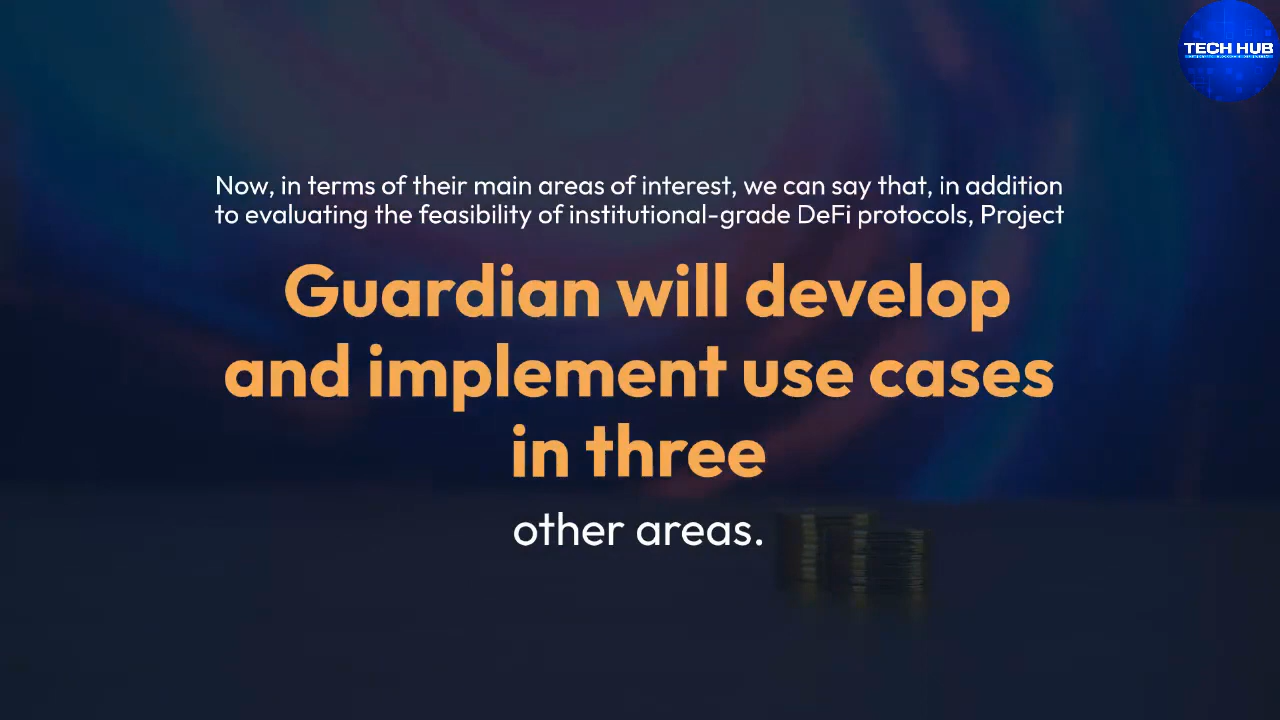 TECH HUB
Now, in terms of their main areas of interest, we can say that, in addition
to evaluating the feasibility of institutional-grade DeFi protocols, Project
Guardian will develop
and implement use cases
in three
other areas.